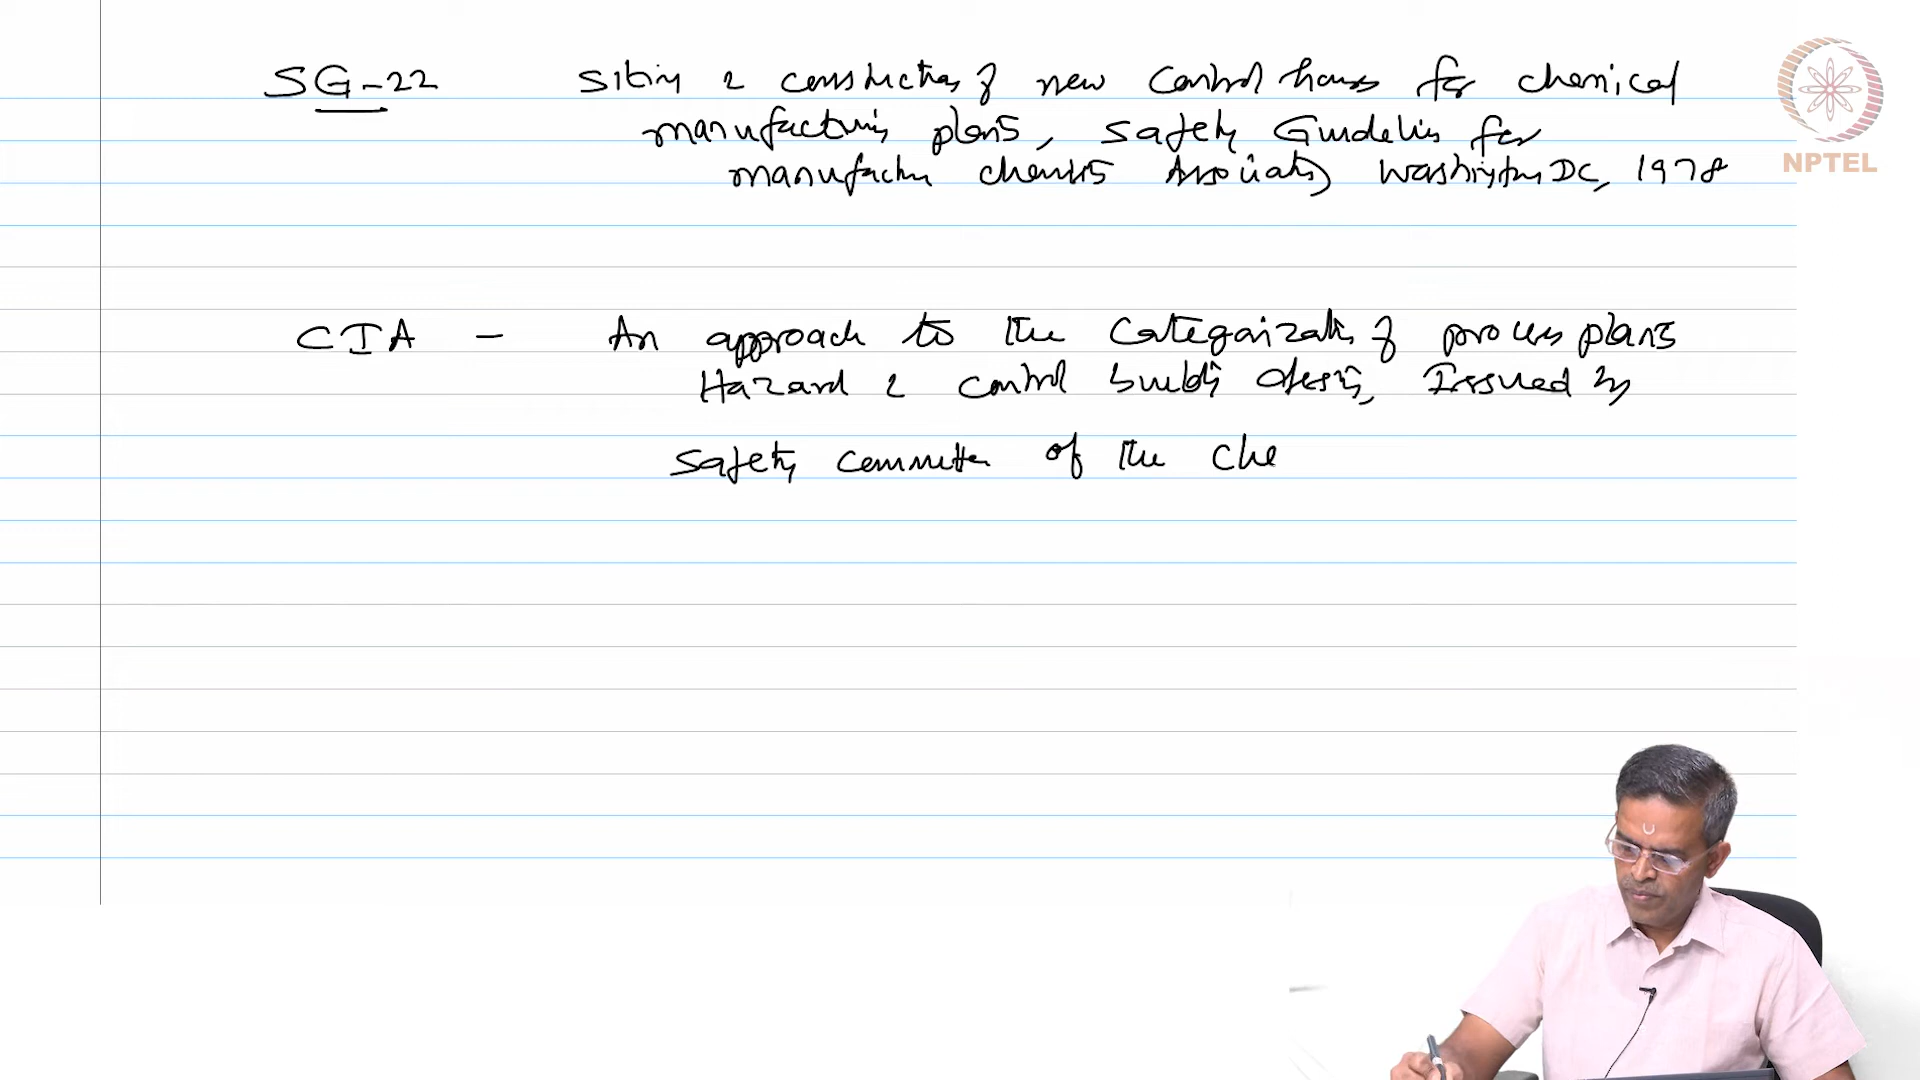 SG-22 Siting & construction of new control houses for chemical
manufacturing plants, Safety Guidelines for
manufacture chemists Association Washington DC, 1978
CIA - An approach to the categorization of process plants
Hazard & control building design, Issued by
Safety committee of the Che
NPTEL